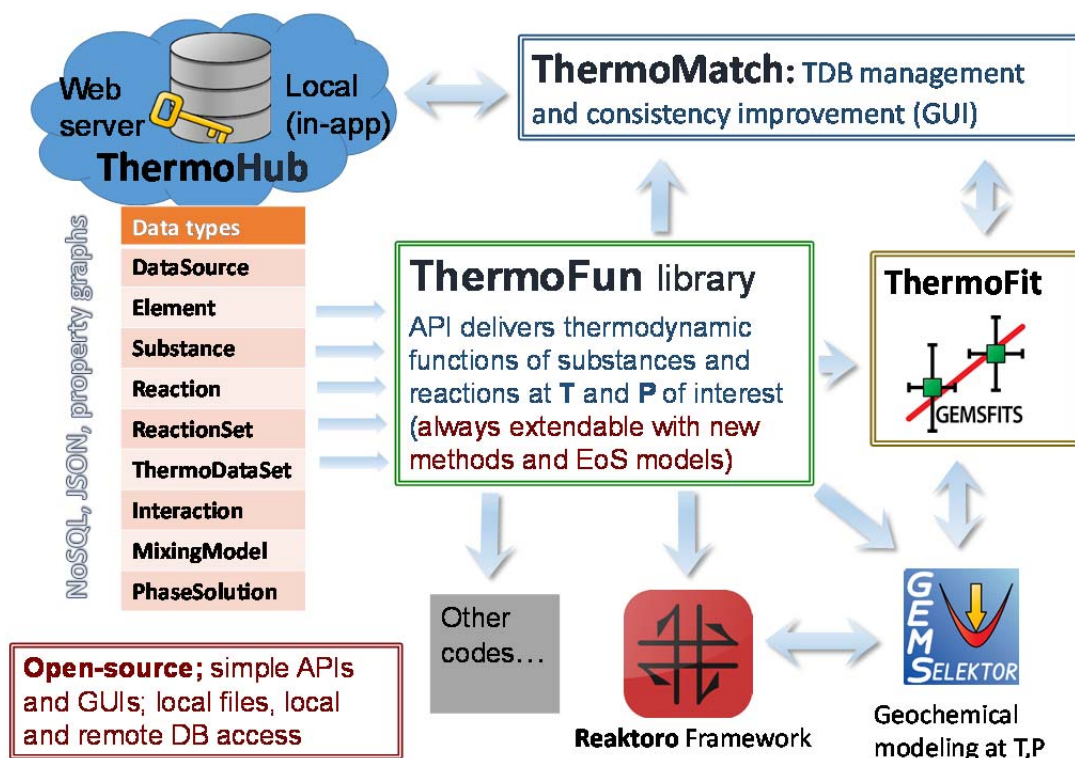 Web
server
Local
(in-app)
ThermoHub
ThermoMatch: TDB management
and consistency improvement (GUI)
NoSQL, JSON, property graphs
Data types
DataSource
Element
Substance
Reaction
ReactionSet
ThermoDataSet
Interaction
MixingModel
PhaseSolution
ThermoFun library
API delivers thermodynamic
functions of substances and
reactions at T and P of interest
(always extendable with new
methods and EoS models)
ThermoFit
GEMSFITS
Open-source; simple APIs
and GUIs; local files, local
and remote DB access
Other
codes…
Reaktoro Framework
GEMS
SELEKTOR
Geochemical
modeling at T,P